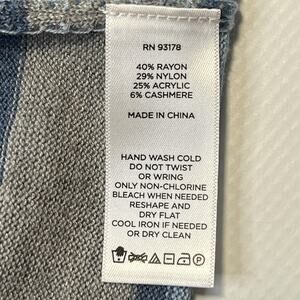 RN 93178
40% RAYON
29% NYLON
25% ACRYLIC
6% CASHMERE
MADE IN CHINA
HAND WASH COLD
DO NOT TWIST
OR WRING
ONLY NON-CHLORINE
BLEACH WHEN NEEDED
RESHAPE AND
DRY FLAT
COOL IRON IF NEEDED
OR DRY CLEAN
P